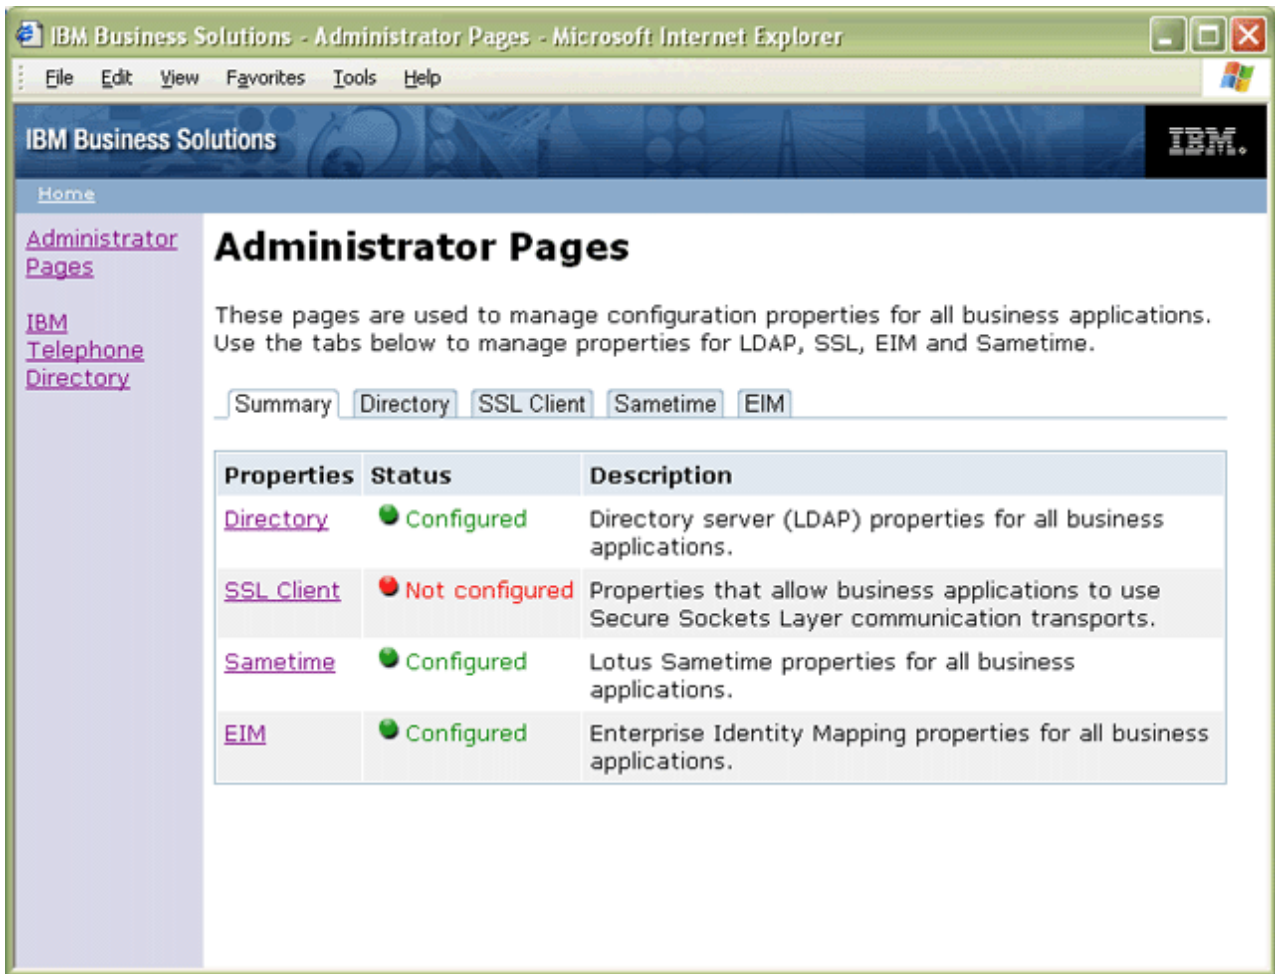 IBM Business Solutions - Administrator Pages - Microsoft Internet Explorer
File Edit View Favorites Tools Help
IBM Business Solutions
IBM.
Home
Administrator
Pages
IBM
Telephone
Directory
Administrator Pages
These pages are used to manage configuration properties for all business applications.
Use the tabs below to manage properties for LDAP, SSL, EIM and Sametime.
Summary Directory SSL Client Sametime EIM
Properties Status Description
Directory Configured Directory server (LDAP) properties for all business
applications.
SSL Client Not configured Properties that allow business applications to use
Secure Sockets Layer communication transports.
Sametime Configured Lotus Sametime properties for all business
applications.
EIM Configured Enterprise Identity Mapping properties for all business
applications.